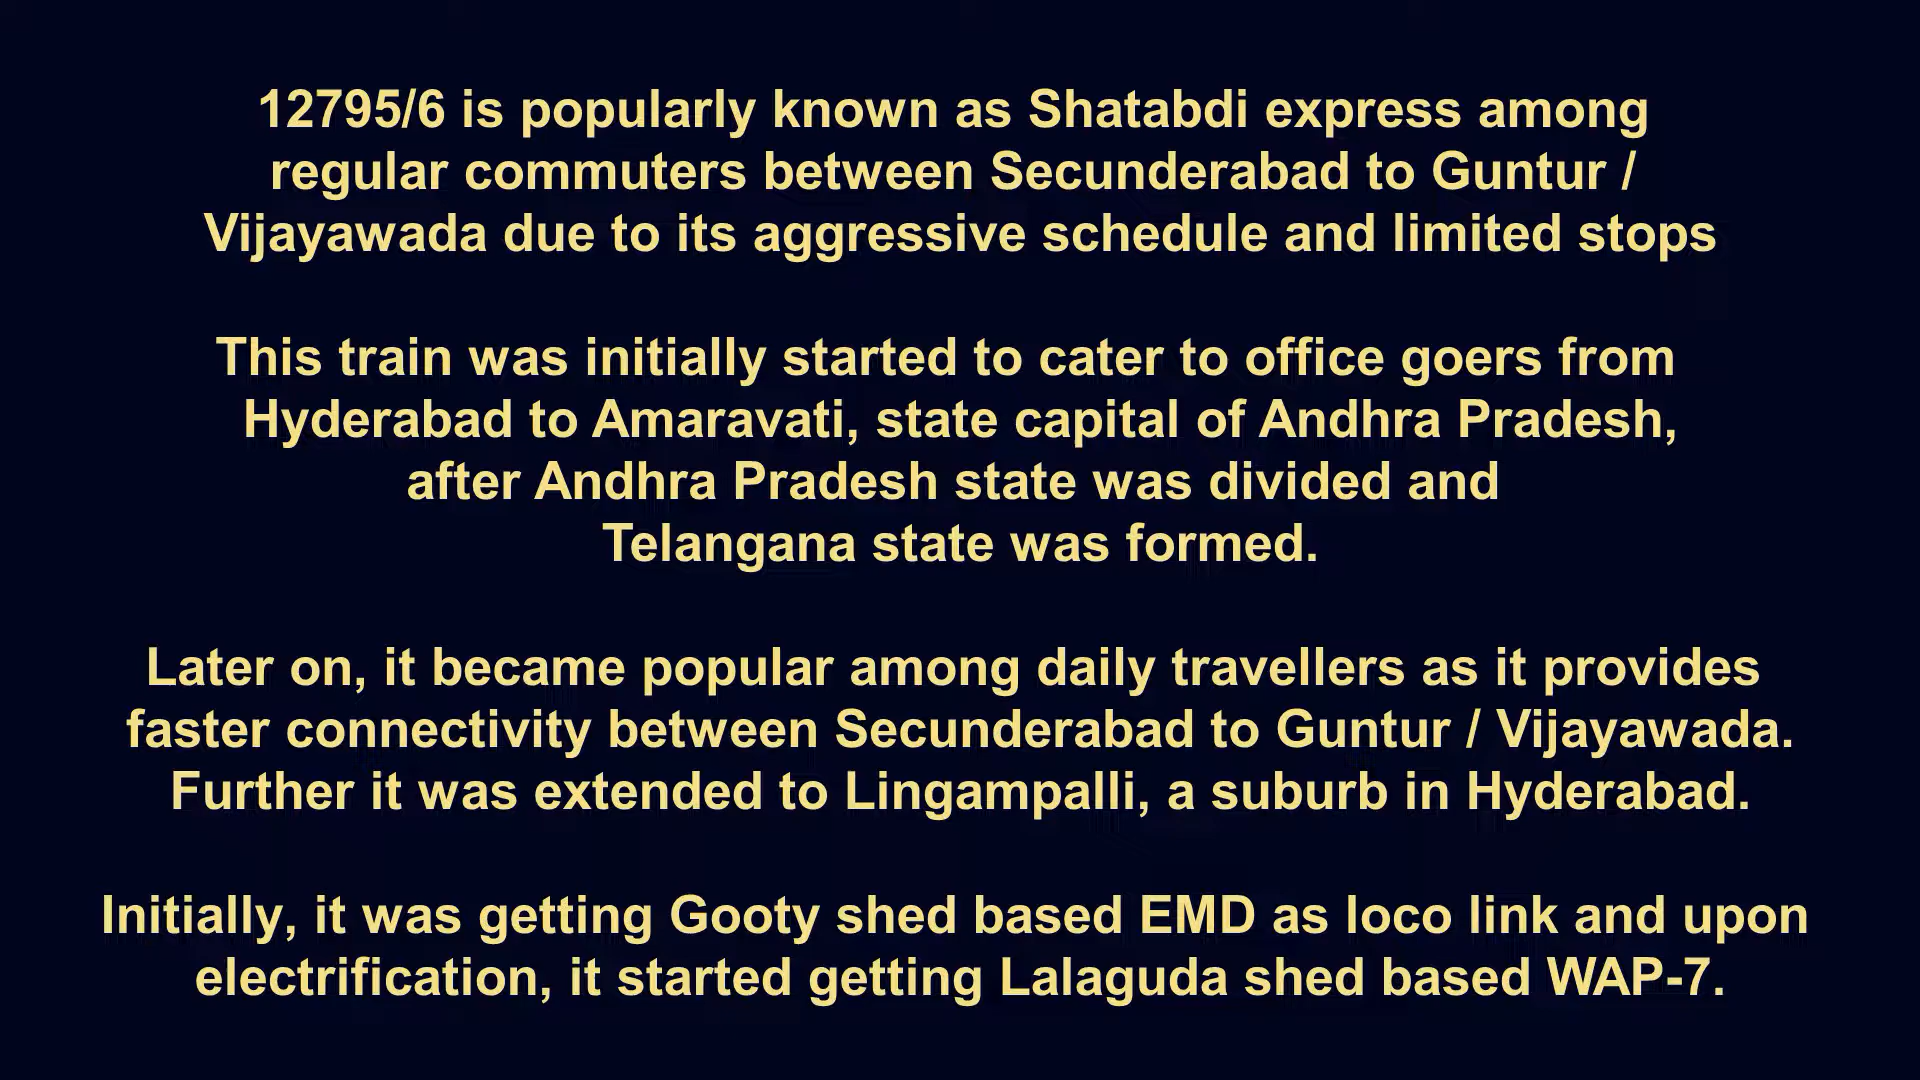 12795/6 is popularly known as Shatabdi express among
regular commuters between Secunderabad to Guntur /
Vijayawada due to its aggressive schedule and limited stops
This train was initially started to cater to office goers from
Hyderabad to Amaravati, state capital of Andhra Pradesh,
after Andhra Pradesh state was divided and
Telangana state was formed.
Later on, it became popular among daily travellers as it provides
faster connectivity between Secunderabad to Guntur / Vijayawada.
Further it was extended to Lingampalli, a suburb in Hyderabad.
Initially, it was getting Gooty shed based EMD as loco link and upon
electrification, it started getting Lalaguda shed based WAP-7.